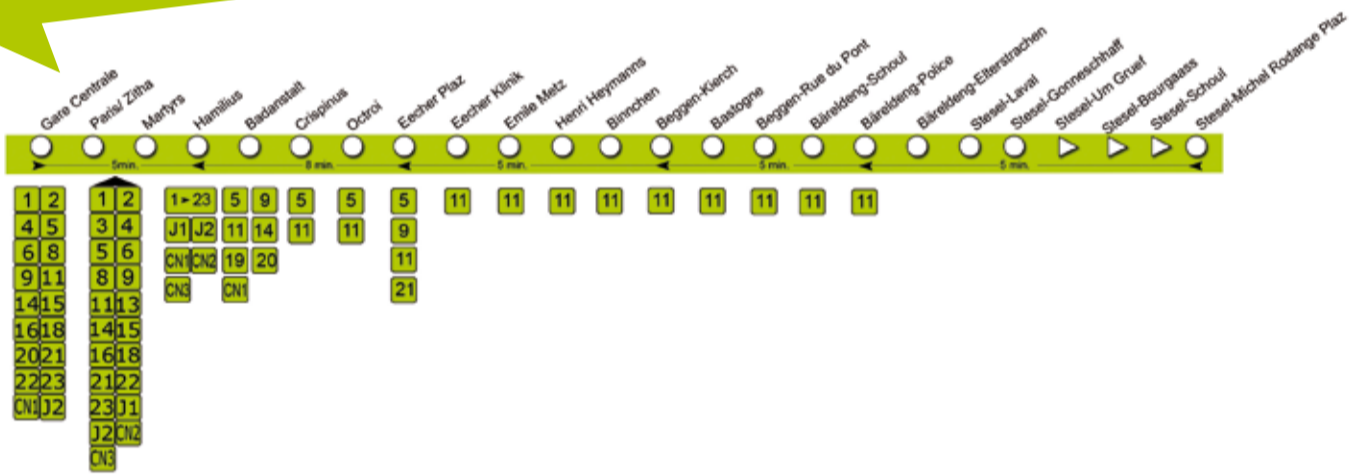 Gare Centrale
Paris/ Zitha
Martyrs
Hamilius
Badanstalt
Crispinus
Octroi
Eecher Plaz
Eecher Klinik
Emile Metz
Henri Heymanns
Binnchen
Beggen-Kierch
Bastogne
Beggen-Rue du Pont
Bäreldeng-Schoul
Bäreldeng-Police
Bäreldeng-Elterstrachen
Stesel-Laval
Stesel-Gonneschhaff
Stesel-Um Gruef
Stesel-Bourgaass
Stesel-Schoul
Stesel-Michel Rodange Plaz
5min. 8 min. 5 min. 5 min. 5 min.
1 2 1 2 1►23 5 9 5 5 5 11 11 11 11 11 11 11 11 11
4 5 3 4 J1 J2 11 14 11 11 9
6 8 5 6 CN1 CN2 19 20 11
9 11 8 9 CN3 CN1 21
14 15 11 13
16 18 14 15
20 21 16 18
22 23 21 22
CN1 J2 23 J1
J2 CN2
CN3